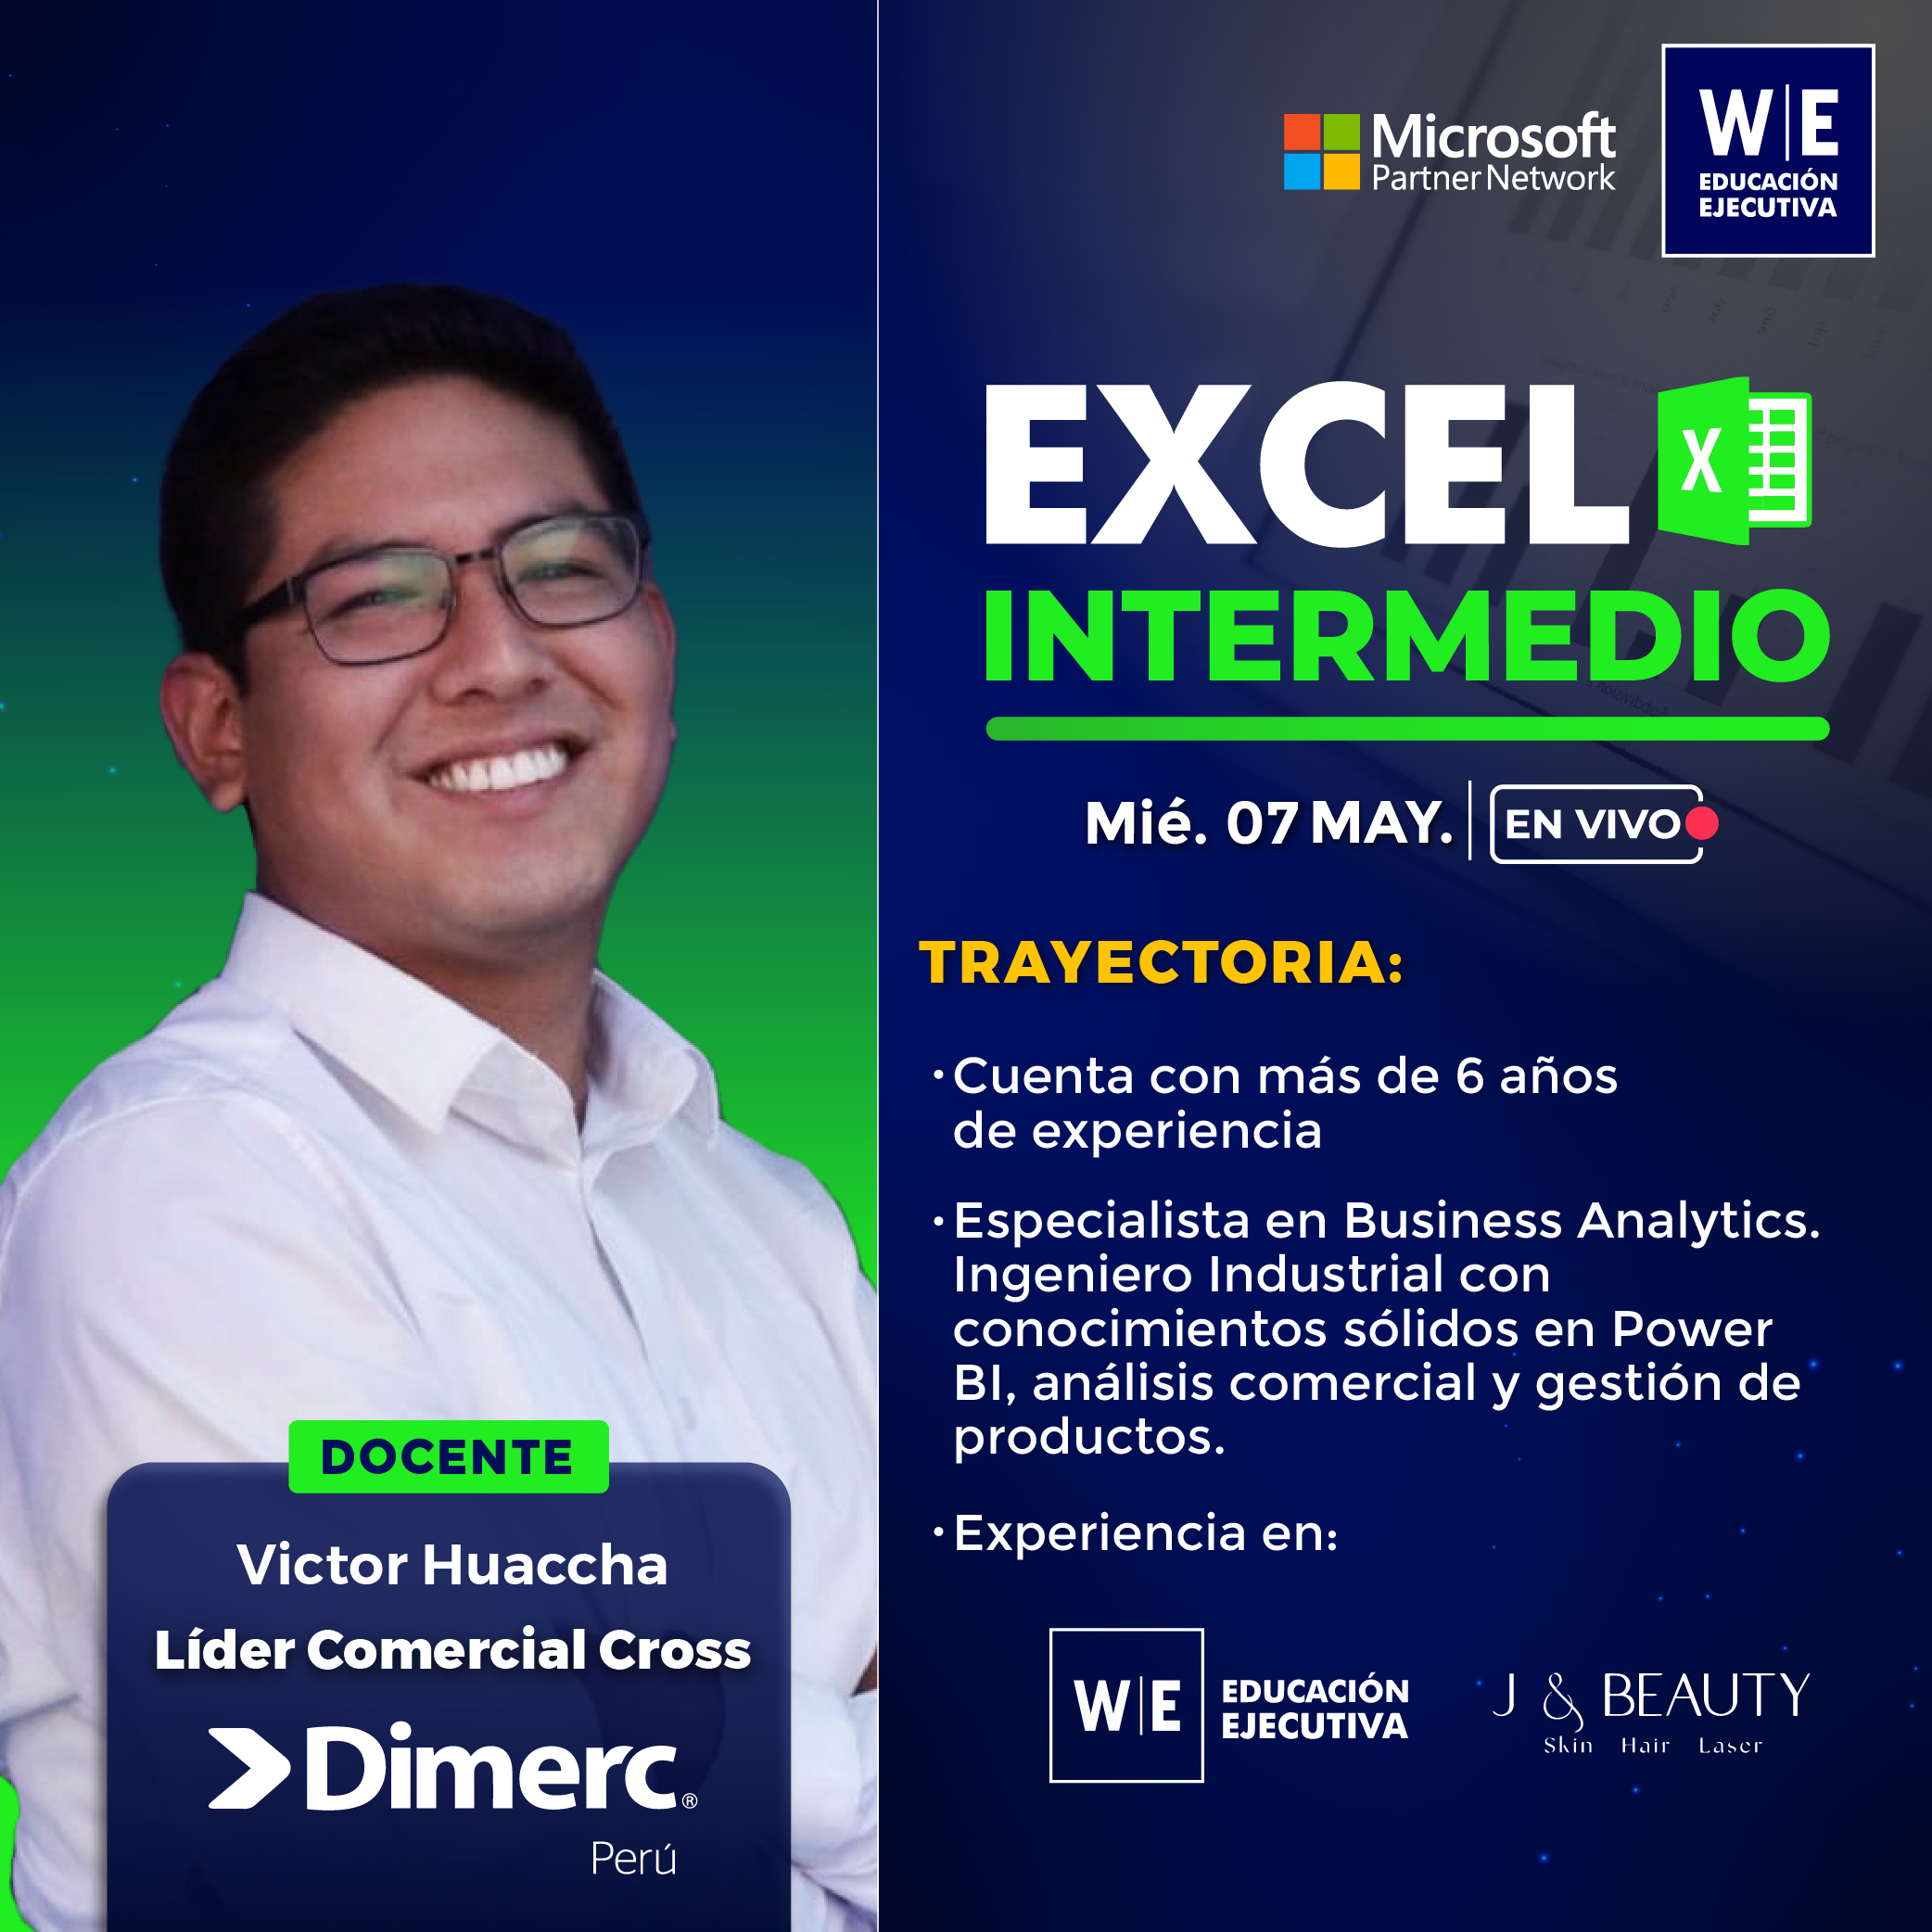 Microsoft
Partner Network
W|E
EDUCACIÓN
EJECUTIVA
EXCEL
X
INTERMEDIO
Mié. 07 MAY.
EN VIVO
TRAYECTORIA:
· Cuenta con más de 6 años
de experiencia
· Especialista en Business Analytics.
Ingeniero Industrial con
conocimientos sólidos en Power
BI, análisis comercial y gestión de
productos.
· Experiencia en:
W|E
EDUCACIÓN
EJECUTIVA
J & BEAUTY
Skin Hair Laser
DOCENTE
Victor Huaccha
Líder Comercial Cross
Dimerc®
Perú